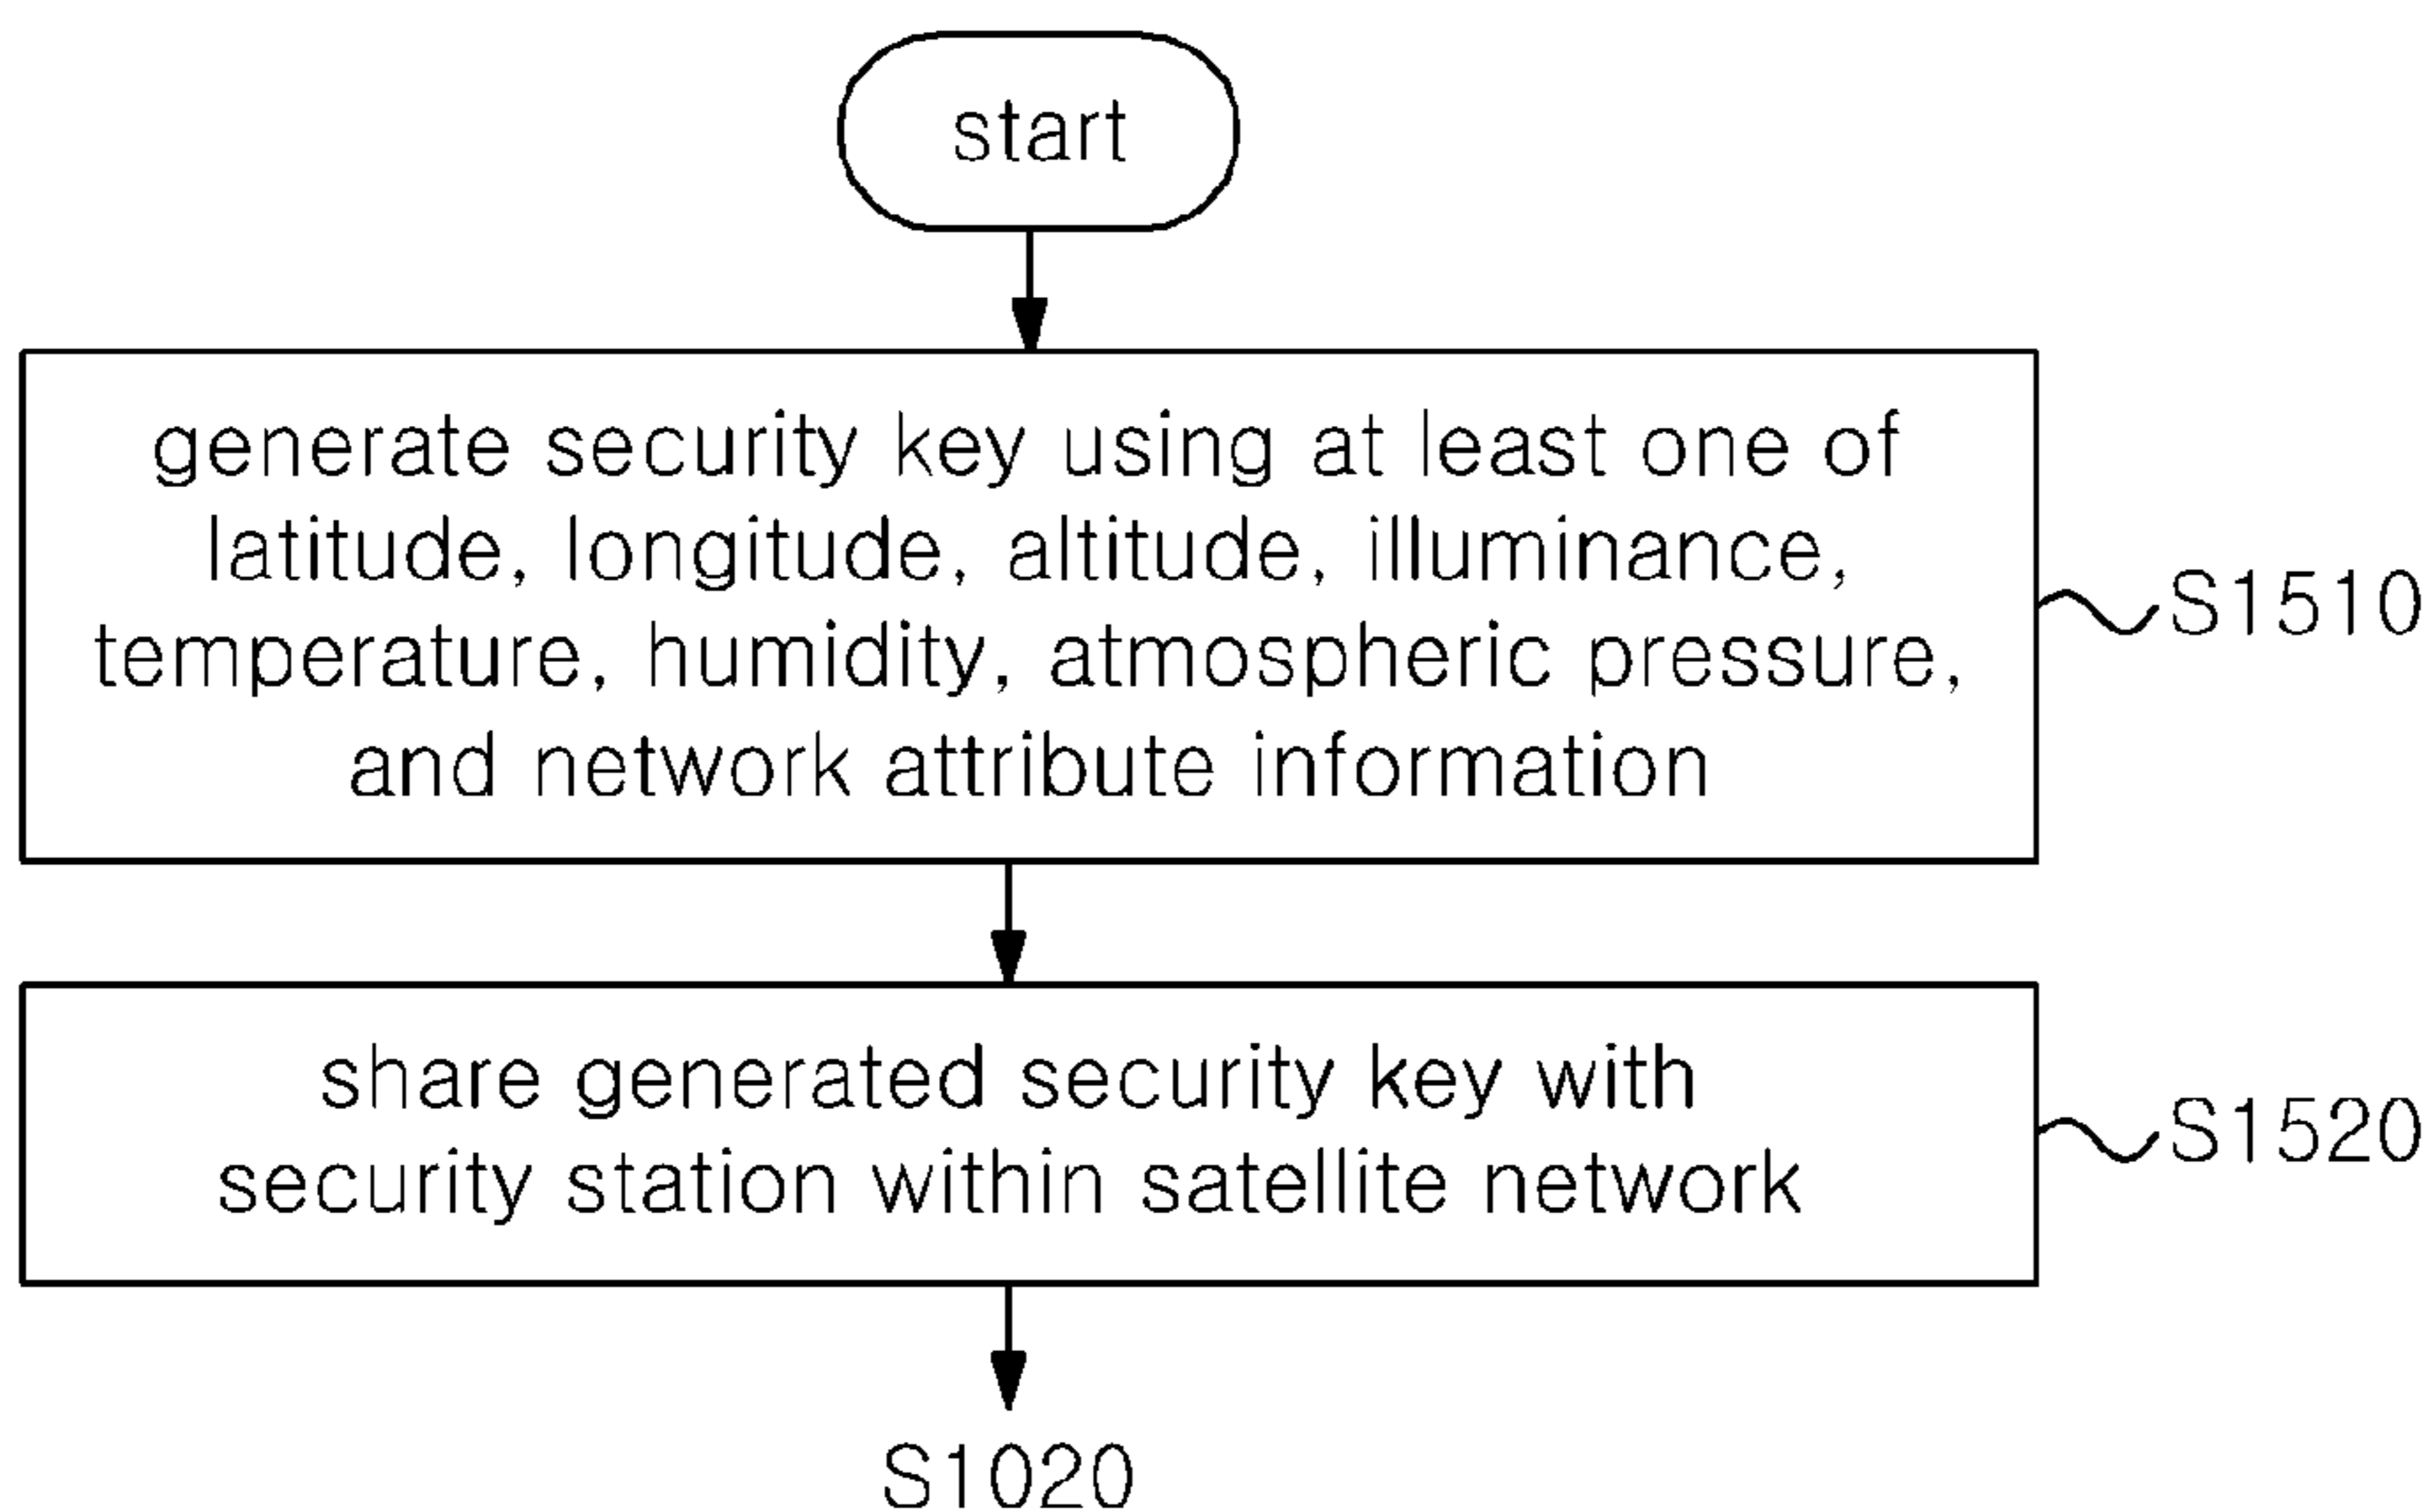 start
generate security key using at least one of
latitude, longitude, altitude, illuminance,
temperature, humidity, atmospheric pressure,
and network attribute information
S1510
share generated security key with
security station within satellite network
S1520
S1020